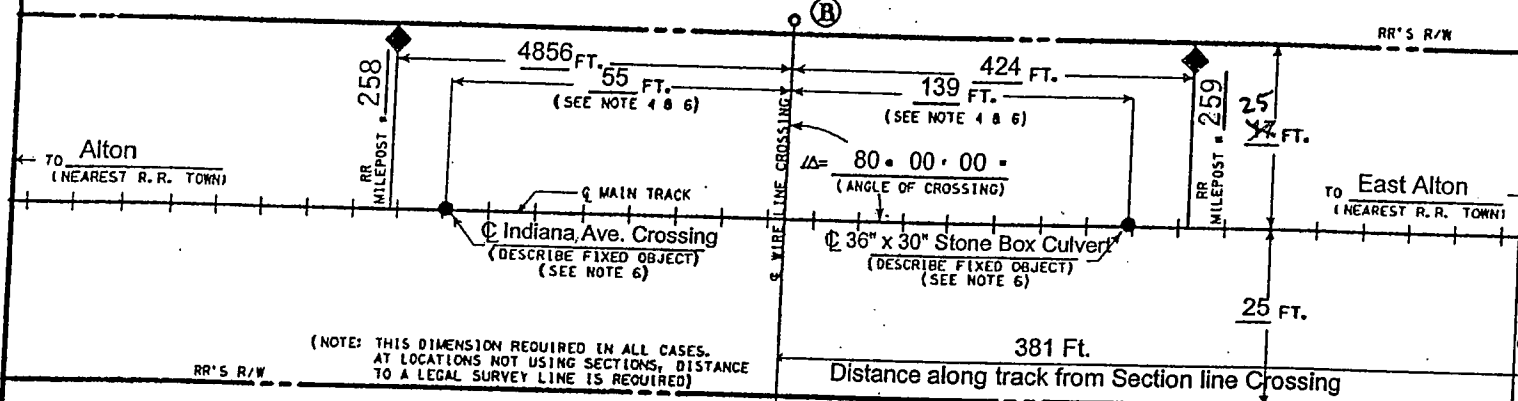 Ⓑ
RR'S R/W
4856 FT.
424 FT.
55 FT.
139 FT.
(SEE NOTE 4 & 6)
(SEE NOTE 4 & 6)
RR
MILEPOST • 258
RR
MILEPOST • 259
25
FT.
TO Alton
(NEAREST R.R. TOWN)
∠Δ= 80 • 00 ' 00 "
(ANGLE OF CROSSING)
TO East Alton
(NEAREST R.R. TOWN)
℄ MAIN TRACK
℄ WIRE LINE CROSSING
℄ Indiana Ave. Crossing
(DESCRIBE FIXED OBJECT)
(SEE NOTE 6)
℄ 36" x 30" Stone Box Culvert
(DESCRIBE FIXED OBJECT)
(SEE NOTE 6)
25 FT.
(NOTE: THIS DIMENSION REQUIRED IN ALL CASES.
AT LOCATIONS NOT USING SECTIONS, DISTANCE
TO A LEGAL SURVEY LINE IS REQUIRED)
381 Ft.
Distance along track from Section line Crossing
RR'S R/W